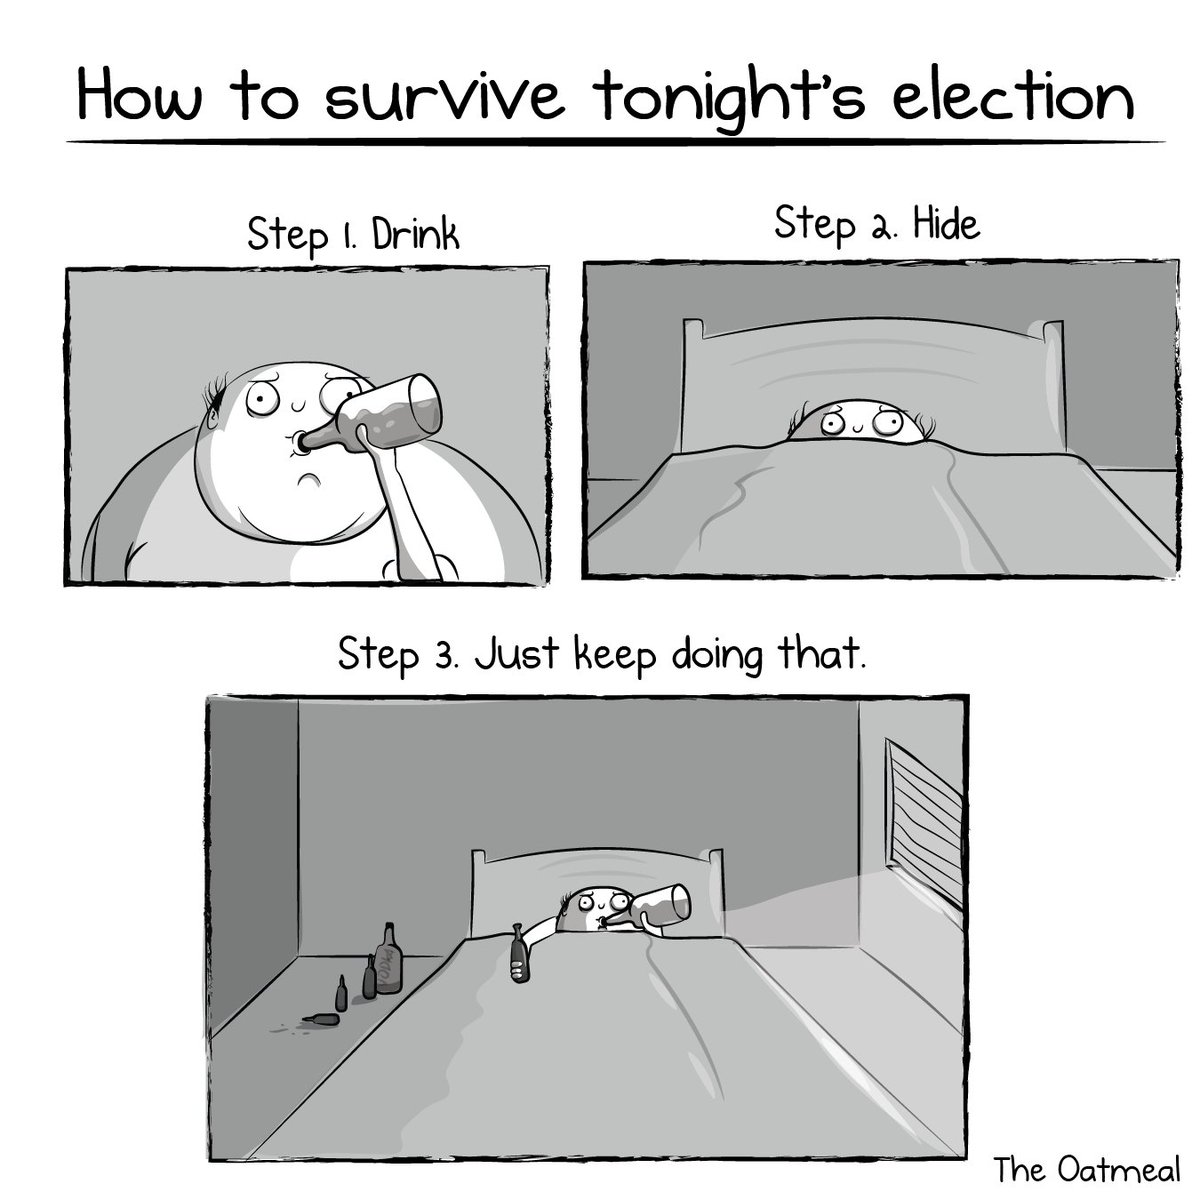 How to survive tonight's election
Step 1. Drink
Step 2. Hide
Step 3. Just keep doing that.
VODKA
The Oatmeal